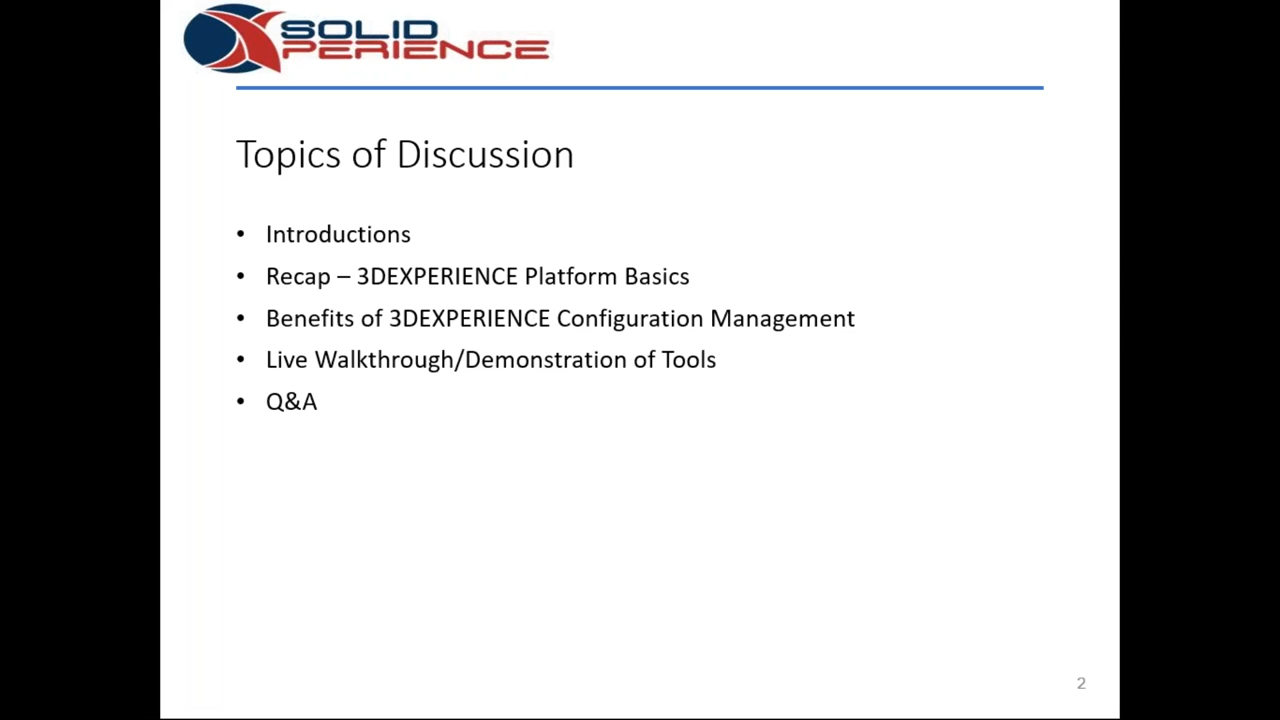 SOLID
XPERIENCE
Topics of Discussion
• Introductions
• Recap – 3DEXPERIENCE Platform Basics
• Benefits of 3DEXPERIENCE Configuration Management
• Live Walkthrough/Demonstration of Tools
• Q&A
2